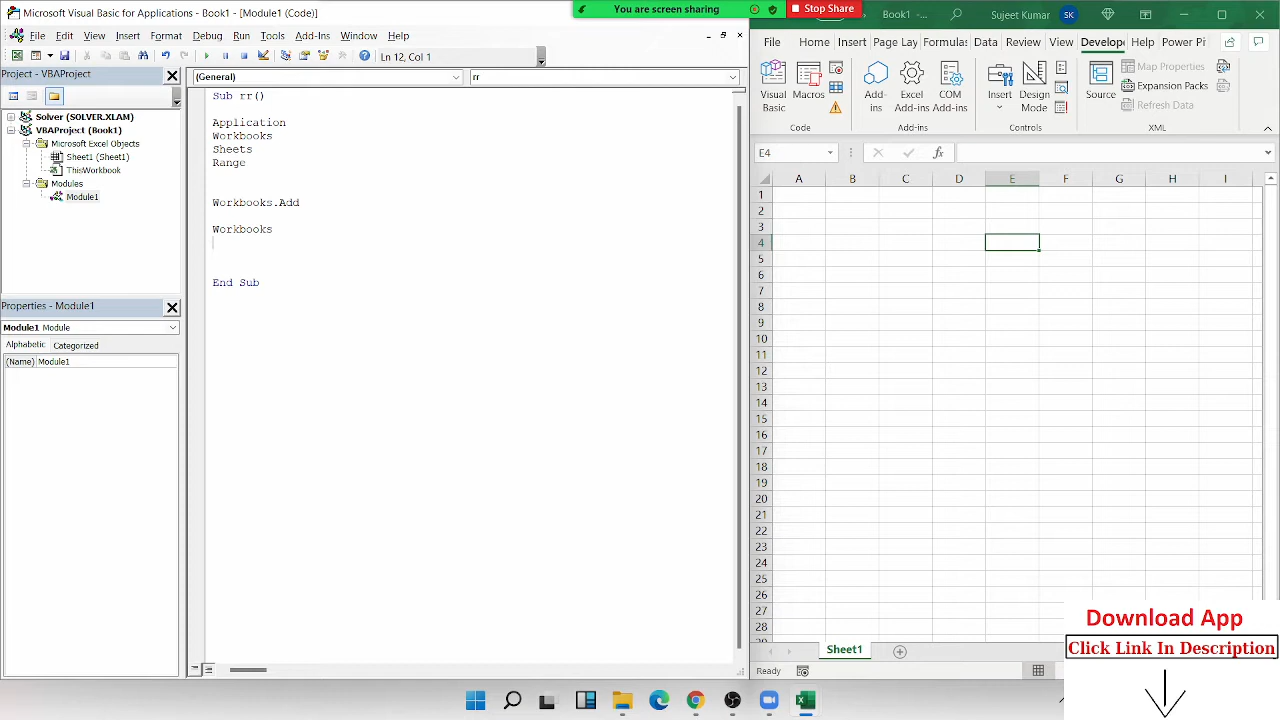 Microsoft Visual Basic for Applications - Book1 - [Module1 (Code)]
You are screen sharing
Stop Share
Book1 -...
Sujeet Kumar
SK
File Edit View Insert Format Debug Run Tools Add-Ins Window Help
Ln 12, Col 1
File Home Insert Page Lay Formulas Data Review View Develop Help Power Pi
Project - VBAProject
(General)
rr
Solver (SOLVER.XLAM)
VBAProject (Book1)
Microsoft Excel Objects
Sheet1 (Sheet1)
ThisWorkbook
Modules
Module1
Sub rr()
Application
Workbooks
Sheets
Range
Workbooks.Add
Workbooks
End Sub
Properties - Module1
Module1 Module
Alphabetic Categorized
(Name) Module1
Visual Basic
Macros
Code
Add-ins
Excel Add-ins
COM Add-ins
Add-ins
Insert
Design Mode
Controls
Source
Map Properties
Expansion Packs
Refresh Data
XML
E4
fx
A B C D E F G H I
1
2
3
4
5
6
7
8
9
10
11
12
13
14
15
16
17
18
19
20
21
22
23
24
25
26
27
28
Sheet1
Ready
Download App
Click Link In Description